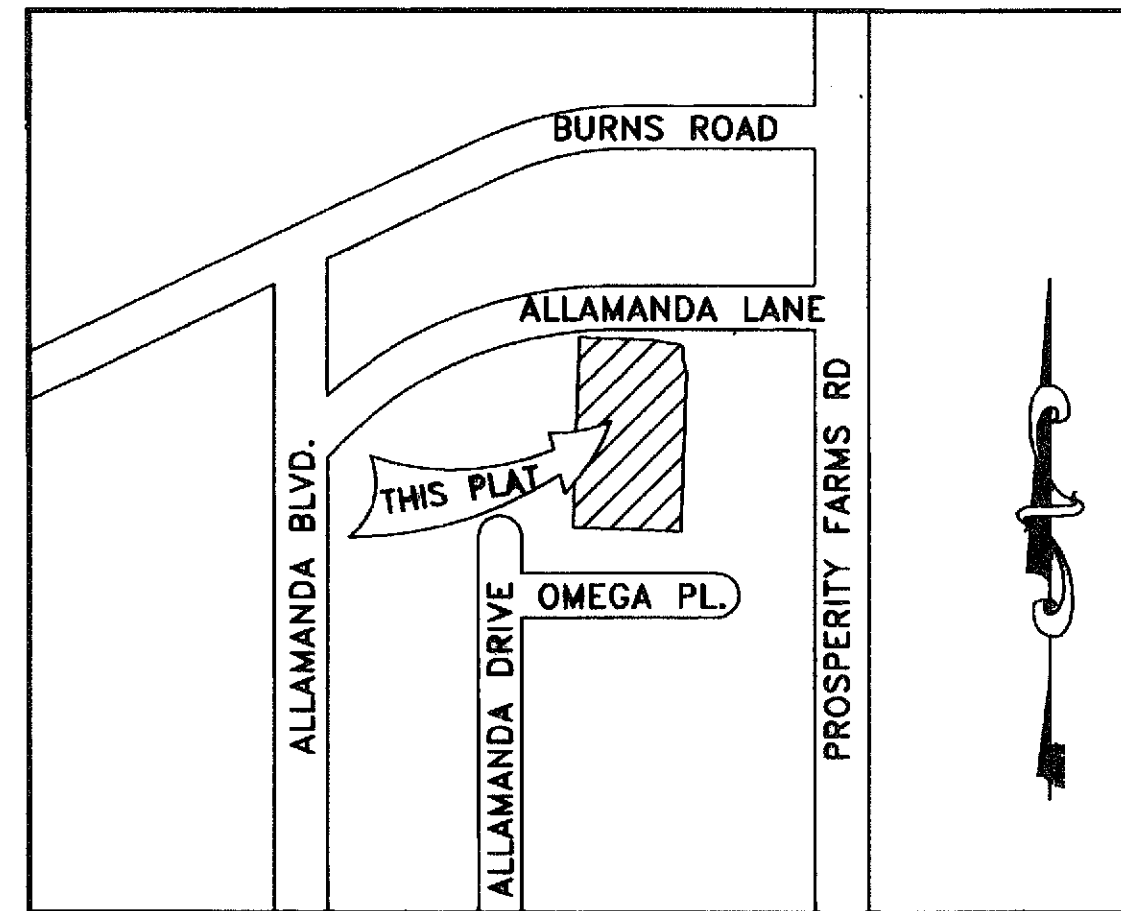 BURNS ROAD
ALLAMANDA LANE
THIS PLAT
ALLAMANDA BLVD.
PROSPERITY FARMS RD
OMEGA PL.
ALLAMANDA DRIVE